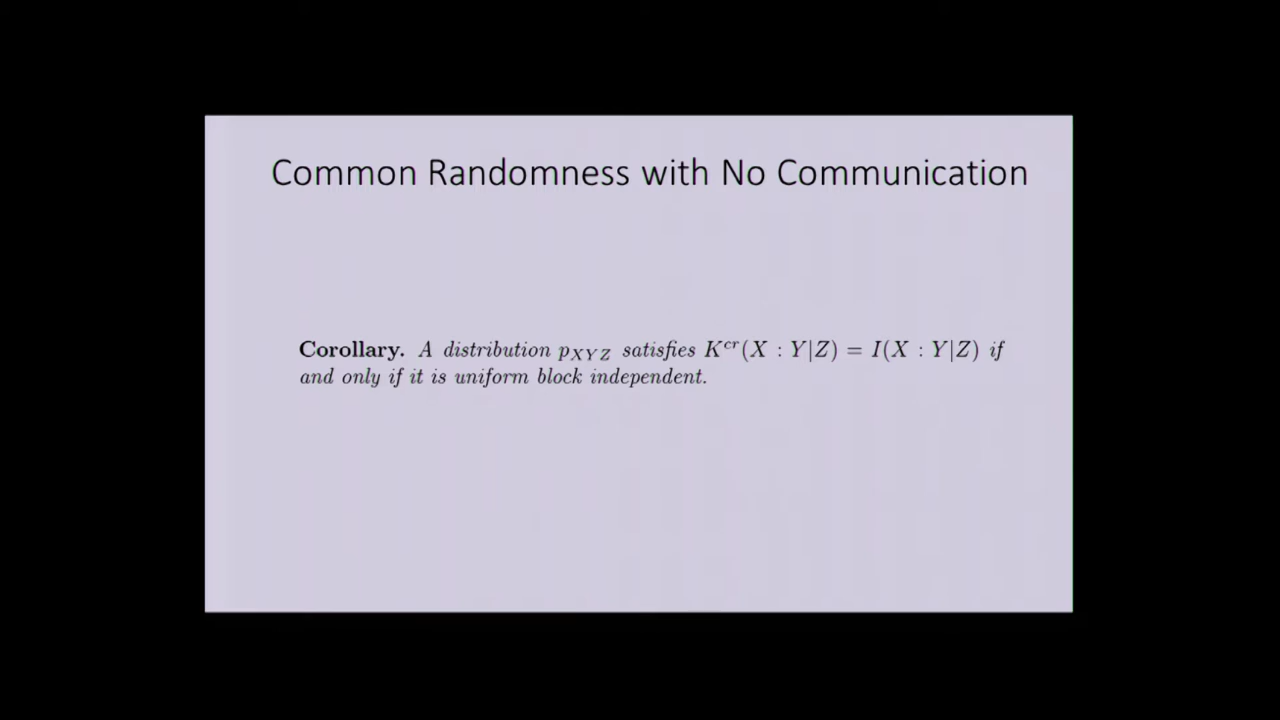 Common Randomness with No Communication
Corollary. A distribution p_{XYZ} satisfies K^{cr}(X : Y|Z) = I(X : Y|Z) if
and only if it is uniform block independent.